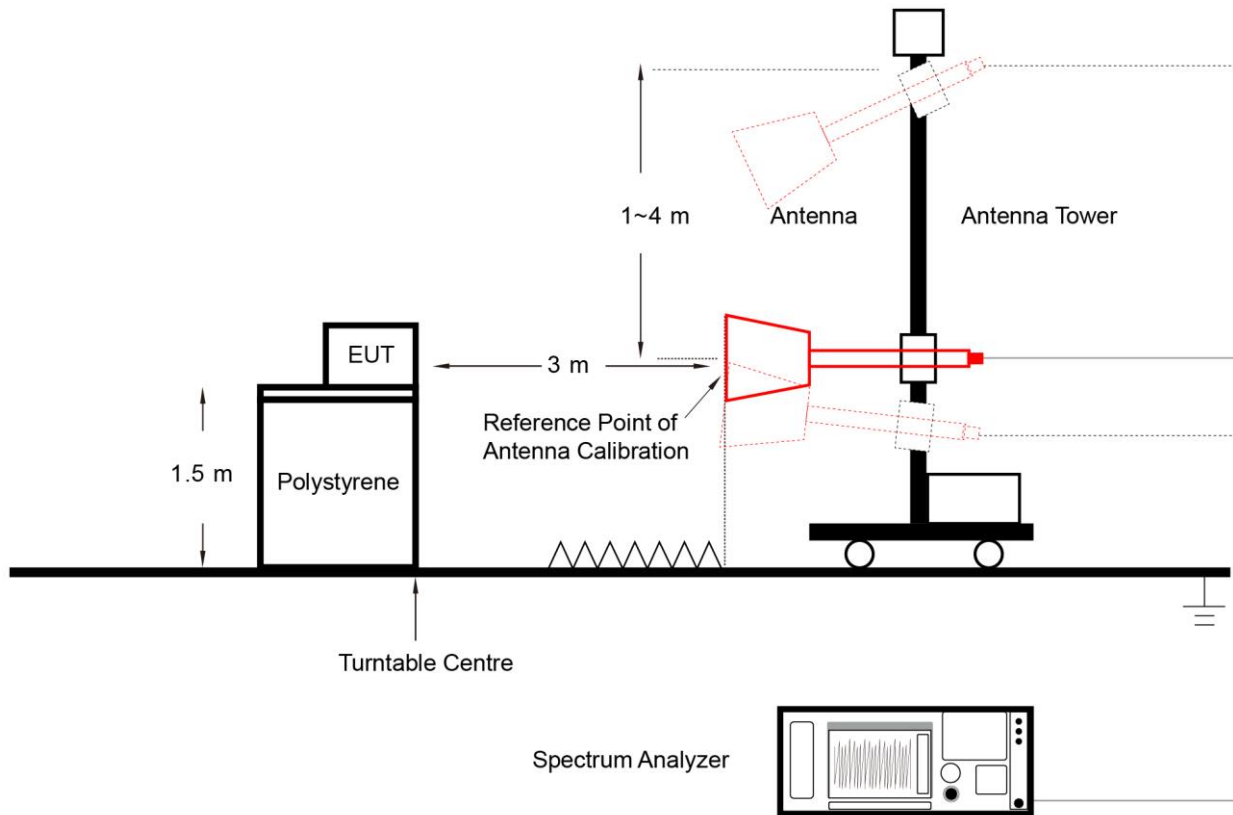 1~4 m
Antenna
Antenna Tower
EUT
3 m
Reference Point of
Antenna Calibration
1.5 m
Polystyrene
Turntable Centre
Spectrum Analyzer